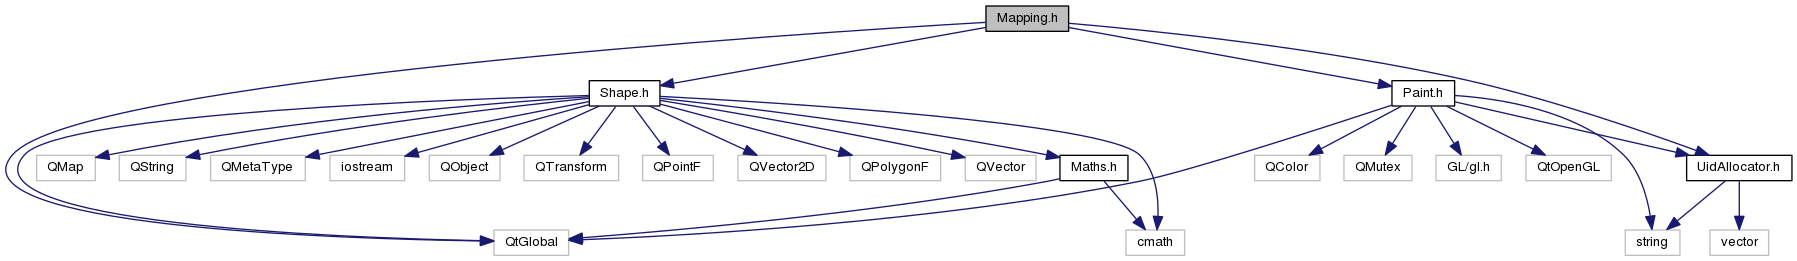 Mapping.h
Shape.h
Paint.h
QMap
QString
QMetaType
iostream
QObject
QTransform
QPointF
QVector2D
QPolygonF
QVector
Maths.h
QColor
QMutex
GL/gl.h
QtOpenGL
UidAllocator.h
QtGlobal
cmath
string
vector